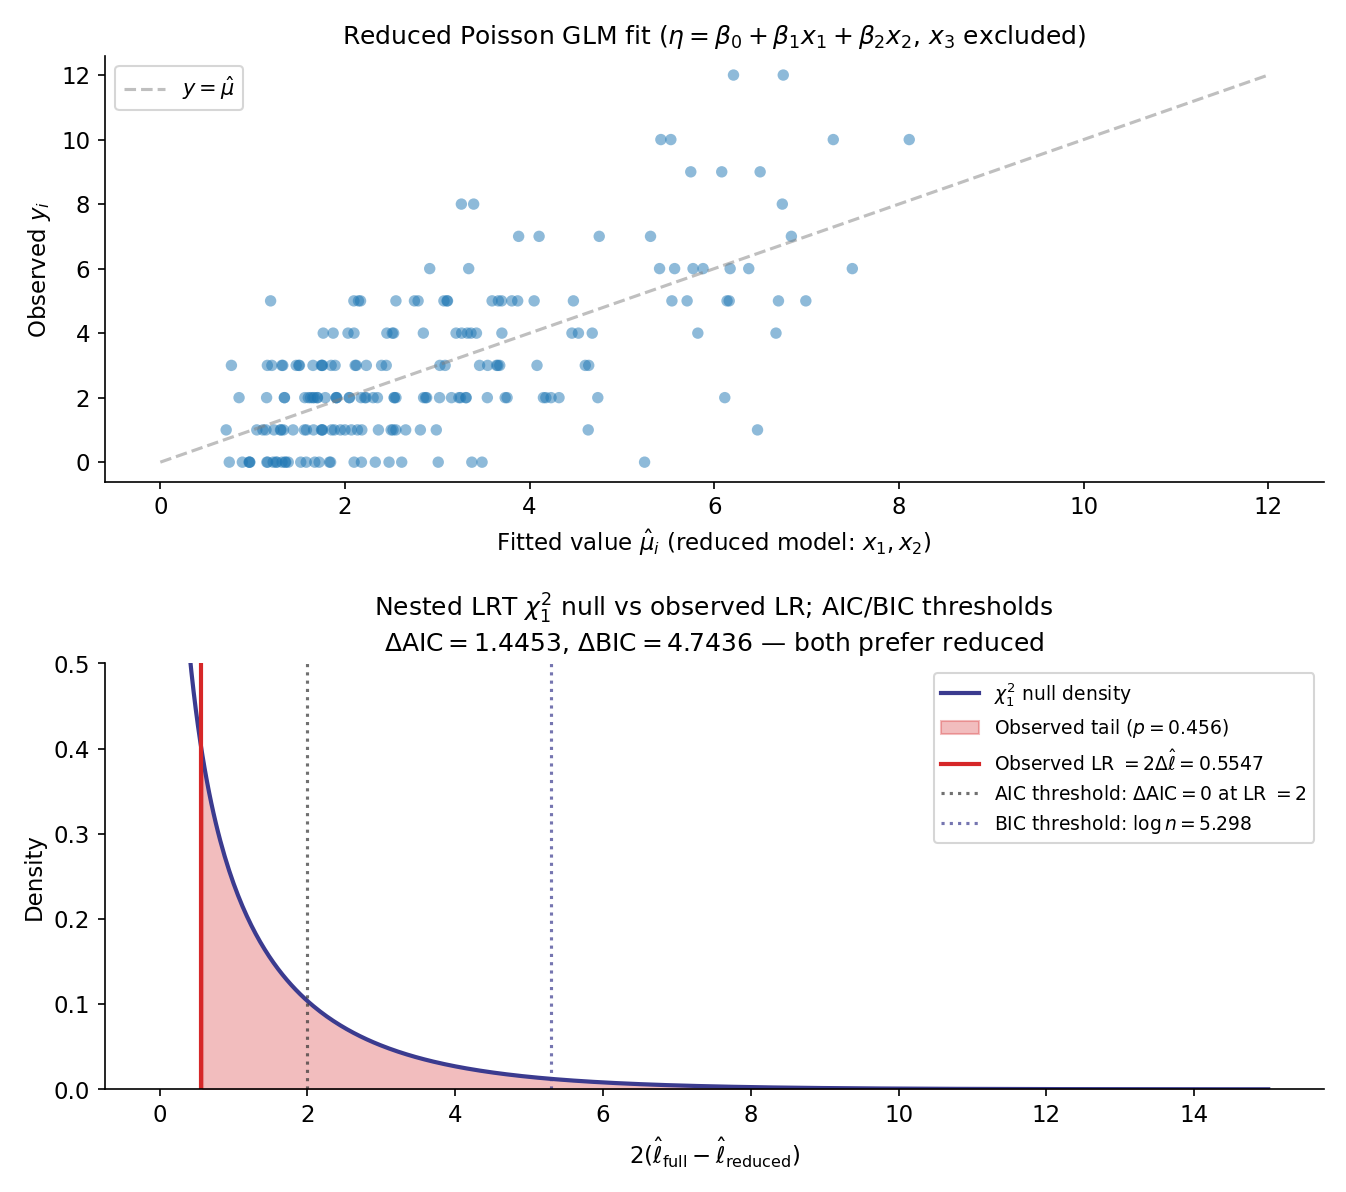 Reduced Poisson GLM fit (η = β₀ + β₁x₁ + β₂x₂, x₃ excluded)
y = μ̂
12
10
8
6
4
2
0
Observed yᵢ
0 2 4 6 8 10 12
Fitted value μ̂ᵢ (reduced model: x₁, x₂)
Nested LRT χ²₁ null vs observed LR; AIC/BIC thresholds
ΔAIC = 1.4453, ΔBIC = 4.7436 — both prefer reduced
χ²₁ null density
Observed tail (p = 0.456)
Observed LR = 2Δℓ̂ = 0.5547
AIC threshold: ΔAIC = 0 at LR = 2
BIC threshold: log n = 5.298
0.5
0.4
0.3
0.2
0.1
0.0
Density
0 2 4 6 8 10 12 14
2(ℓ̂full − ℓ̂reduced)